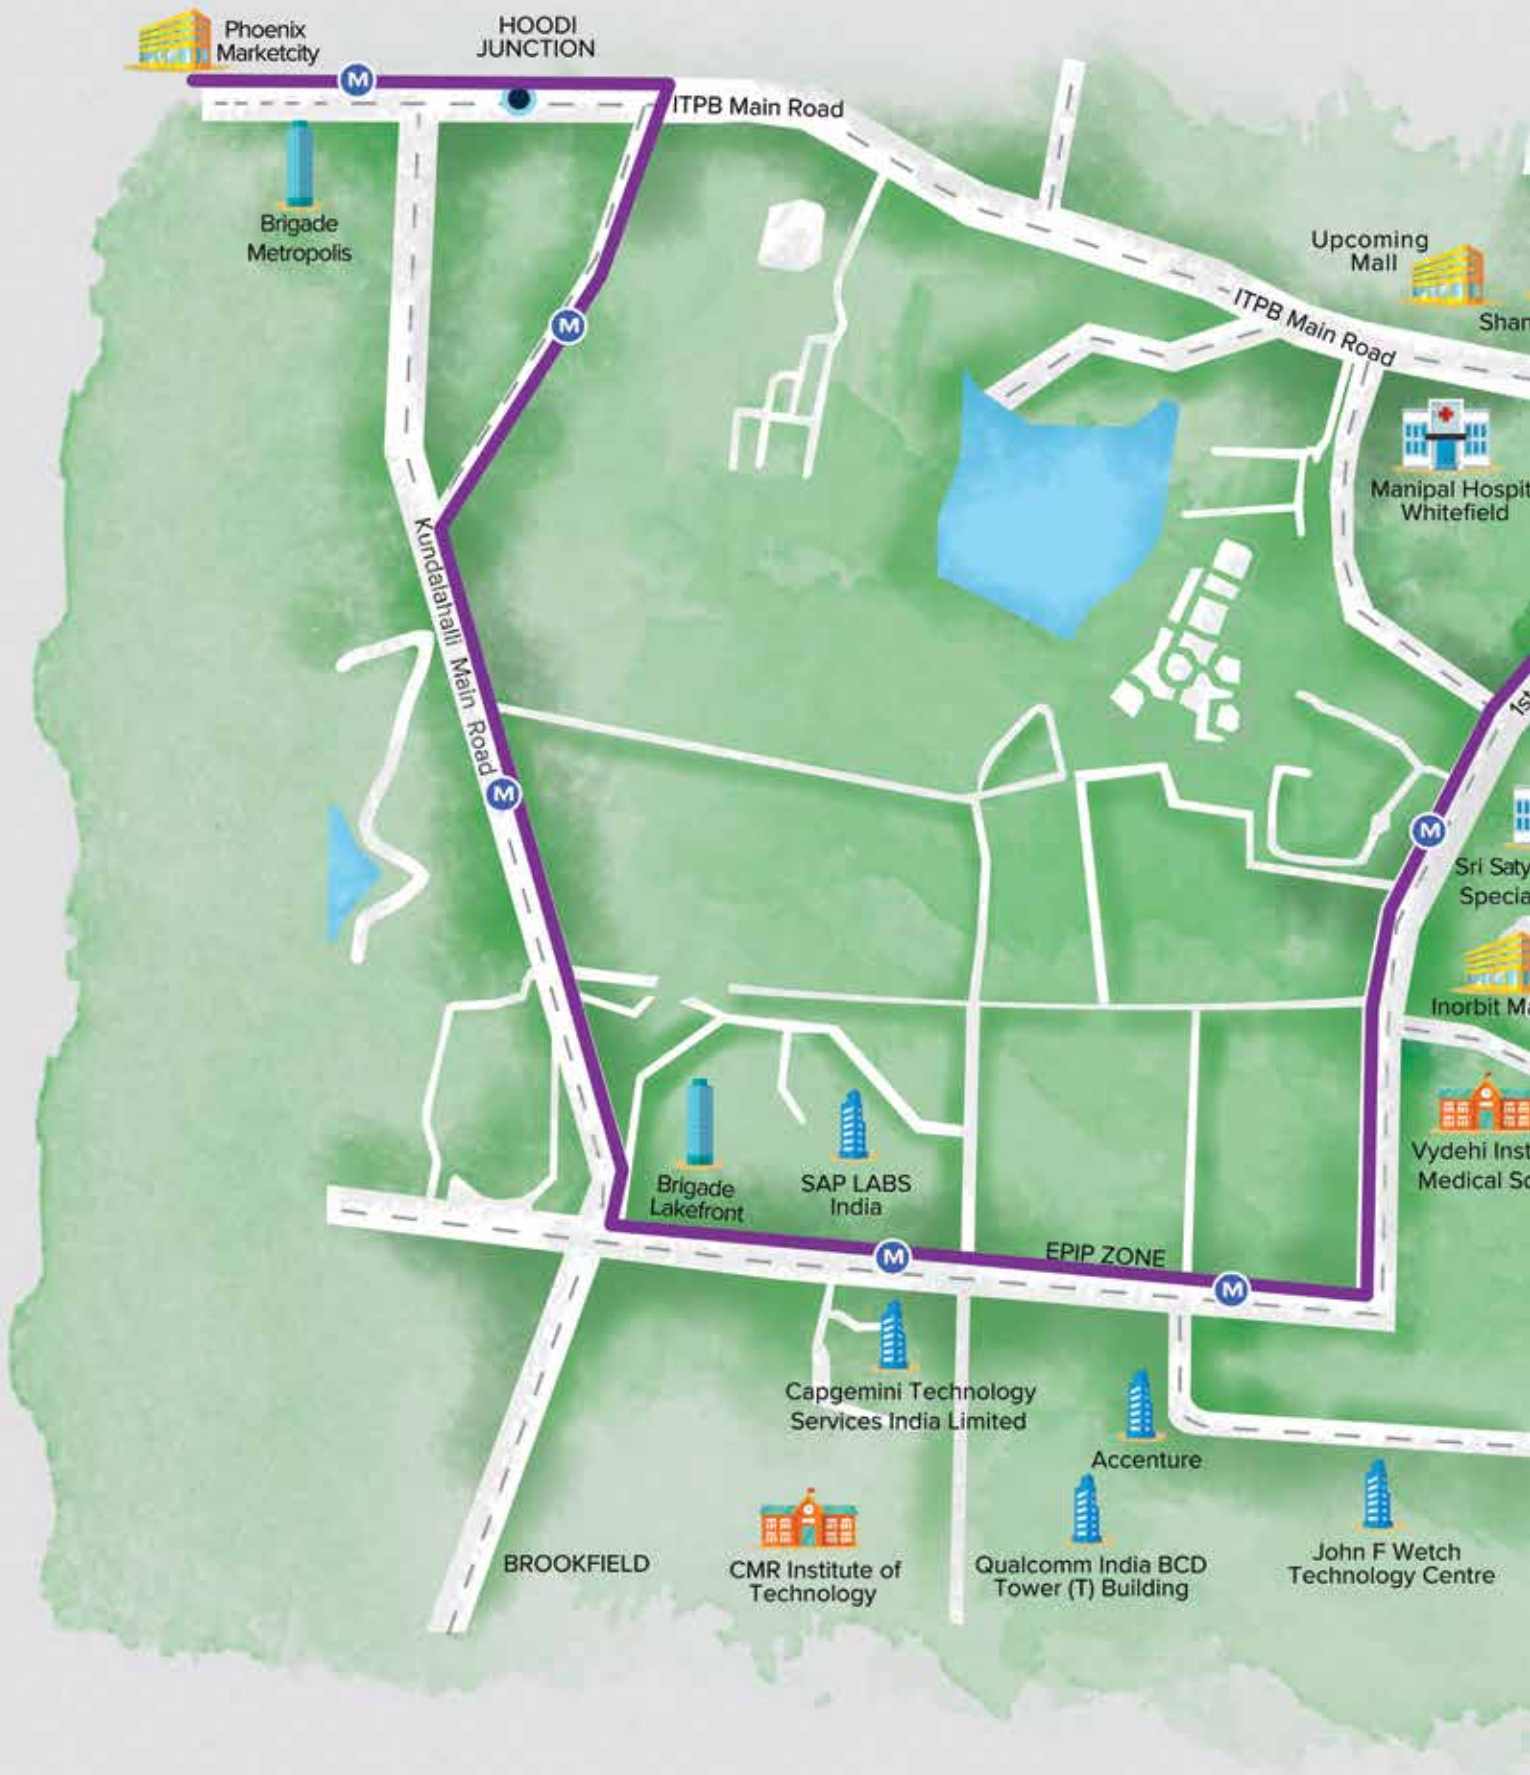 Phoenix
Marketcity
HOODI
JUNCTION
M
ITPB Main Road
Brigade
Metropolis
Upcoming
Mall
ITPB Main Road
Shan
M
Manipal Hospit
Whitefield
Kundalahalli Main Road
1st
M
M
Sri Saty
Specia
Inorbit Ma
Vydehi Inst
Medical Sc
Brigade
Lakefront
SAP LABS
India
M
EPIP ZONE
M
Capgemini Technology
Services India Limited
Accenture
BROOKFIELD
CMR Institute of
Technology
Qualcomm India BCD
Tower (T) Building
John F Wetch
Technology Centre